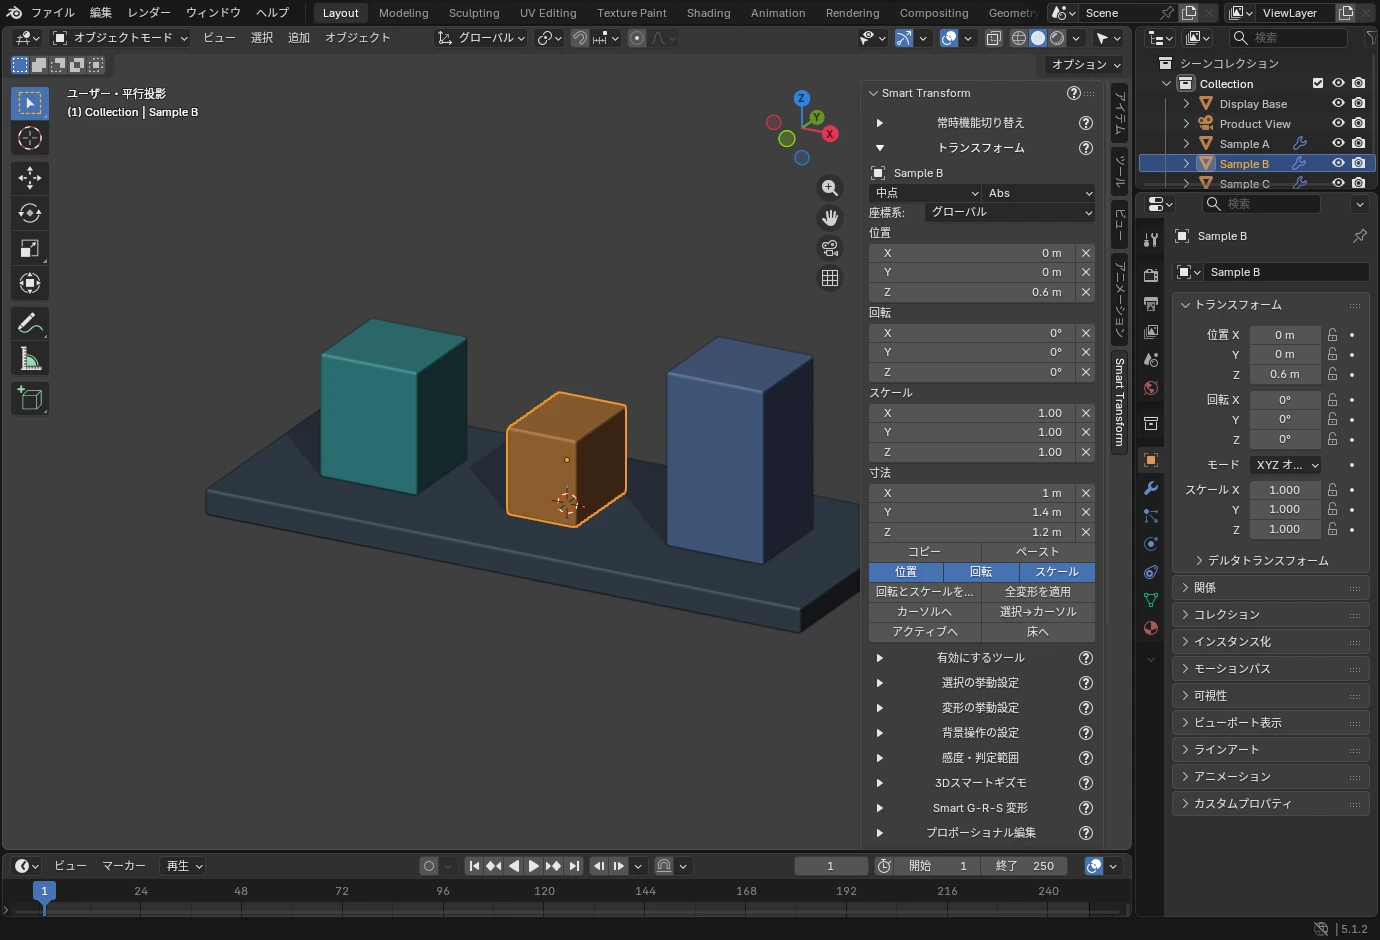 ファイル 編集 レンダー ウィンドウ ヘルプ Layout Modeling Sculpting UV Editing Texture Paint Shading Animation Rendering Compositing Geometry Scene ViewLayer
オブジェクトモード ビュー 選択 追加 オブジェクト グローバル 検索
オプション
ユーザー・平行投影
(1) Collection | Sample B
Z
Y
X
Smart Transform
常時機能切り替え
トランスフォーム
Sample B
中点 Abs
座標系: グローバル
位置
X 0 m
Y 0 m
Z 0.6 m
回転
X 0°
Y 0°
Z 0°
スケール
X 1.00
Y 1.00
Z 1.00
寸法
X 1 m
Y 1.4 m
Z 1.2 m
コピー ペースト
位置 回転 スケール
回転とスケールを... 全変形を適用
カーソルへ 選択→カーソル
アクティブへ 床へ
有効にするツール
選択の挙動設定
変形の挙動設定
背景操作の設定
感度・判定範囲
3Dスマートギズモ
Smart G-R-S 変形
プロポーショナル編集
アイテム
ツール
ビュー
アニメーション
Smart Transform
シーンコレクション
Collection
Display Base
Product View
Sample A
Sample B
Sample C
検索
Sample B
Sample B
トランスフォーム
位置 X 0 m
Y 0 m
Z 0.6 m
回転 X 0°
Y 0°
Z 0°
モード XYZ オ...
スケール X 1.000
Y 1.000
Z 1.000
デルタトランスフォーム
関係
コレクション
インスタンス化
モーションパス
可視性
ビューポート表示
ラインアート
アニメーション
カスタムプロパティ
ビュー マーカー 再生 1 開始 1 終了 250
1 24 48 72 96 120 144 168 192 216 240
5.1.2